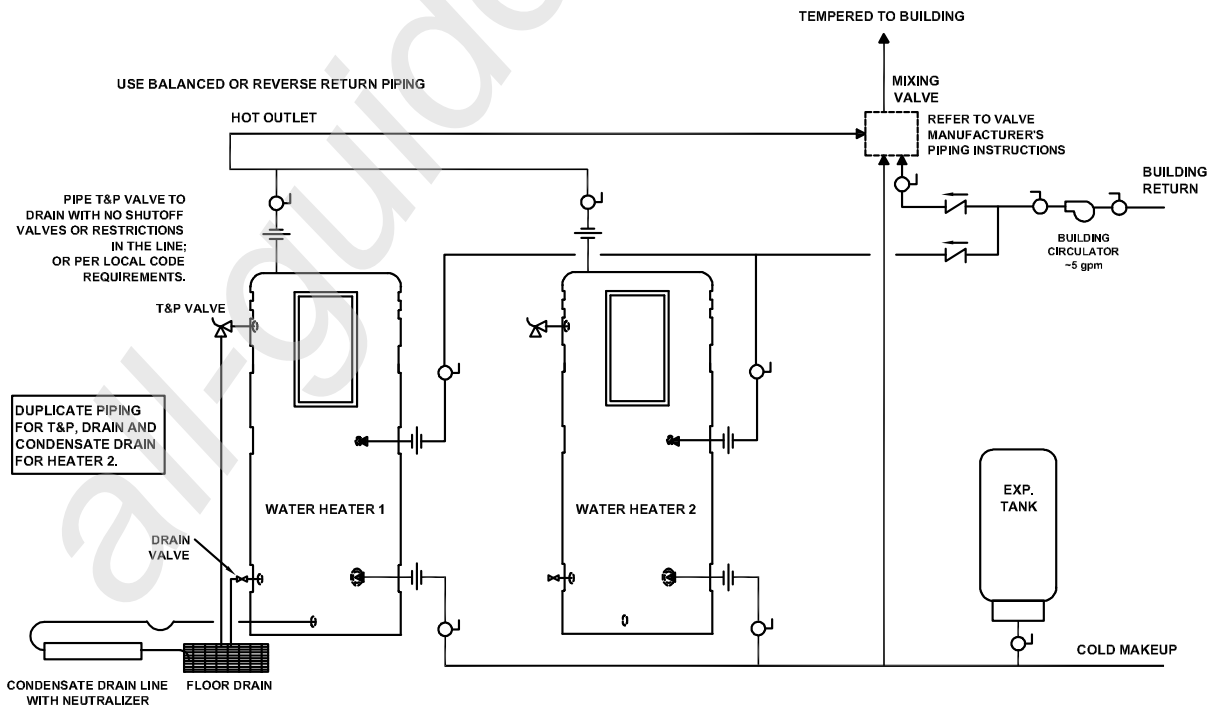 TEMPERED TO BUILDING
USE BALANCED OR REVERSE RETURN PIPING
MIXING
VALVE
HOT OUTLET
REFER TO VALVE
MANUFACTURER'S
PIPING INSTRUCTIONS
BUILDING
RETURN
PIPE T&P VALVE TO
DRAIN WITH NO SHUTOFF
VALVES OR RESTRICTIONS
IN THE LINE;
OR PER LOCAL CODE
REQUIREMENTS.
BUILDING
CIRCULATOR
~5 gpm
T&P VALVE
DUPLICATE PIPING
FOR T&P, DRAIN AND
CONDENSATE DRAIN
FOR HEATER 2.
EXP.
TANK
WATER HEATER 1
WATER HEATER 2
DRAIN
VALVE
COLD MAKEUP
CONDENSATE DRAIN LINE
WITH NEUTRALIZER
FLOOR DRAIN
all-guide